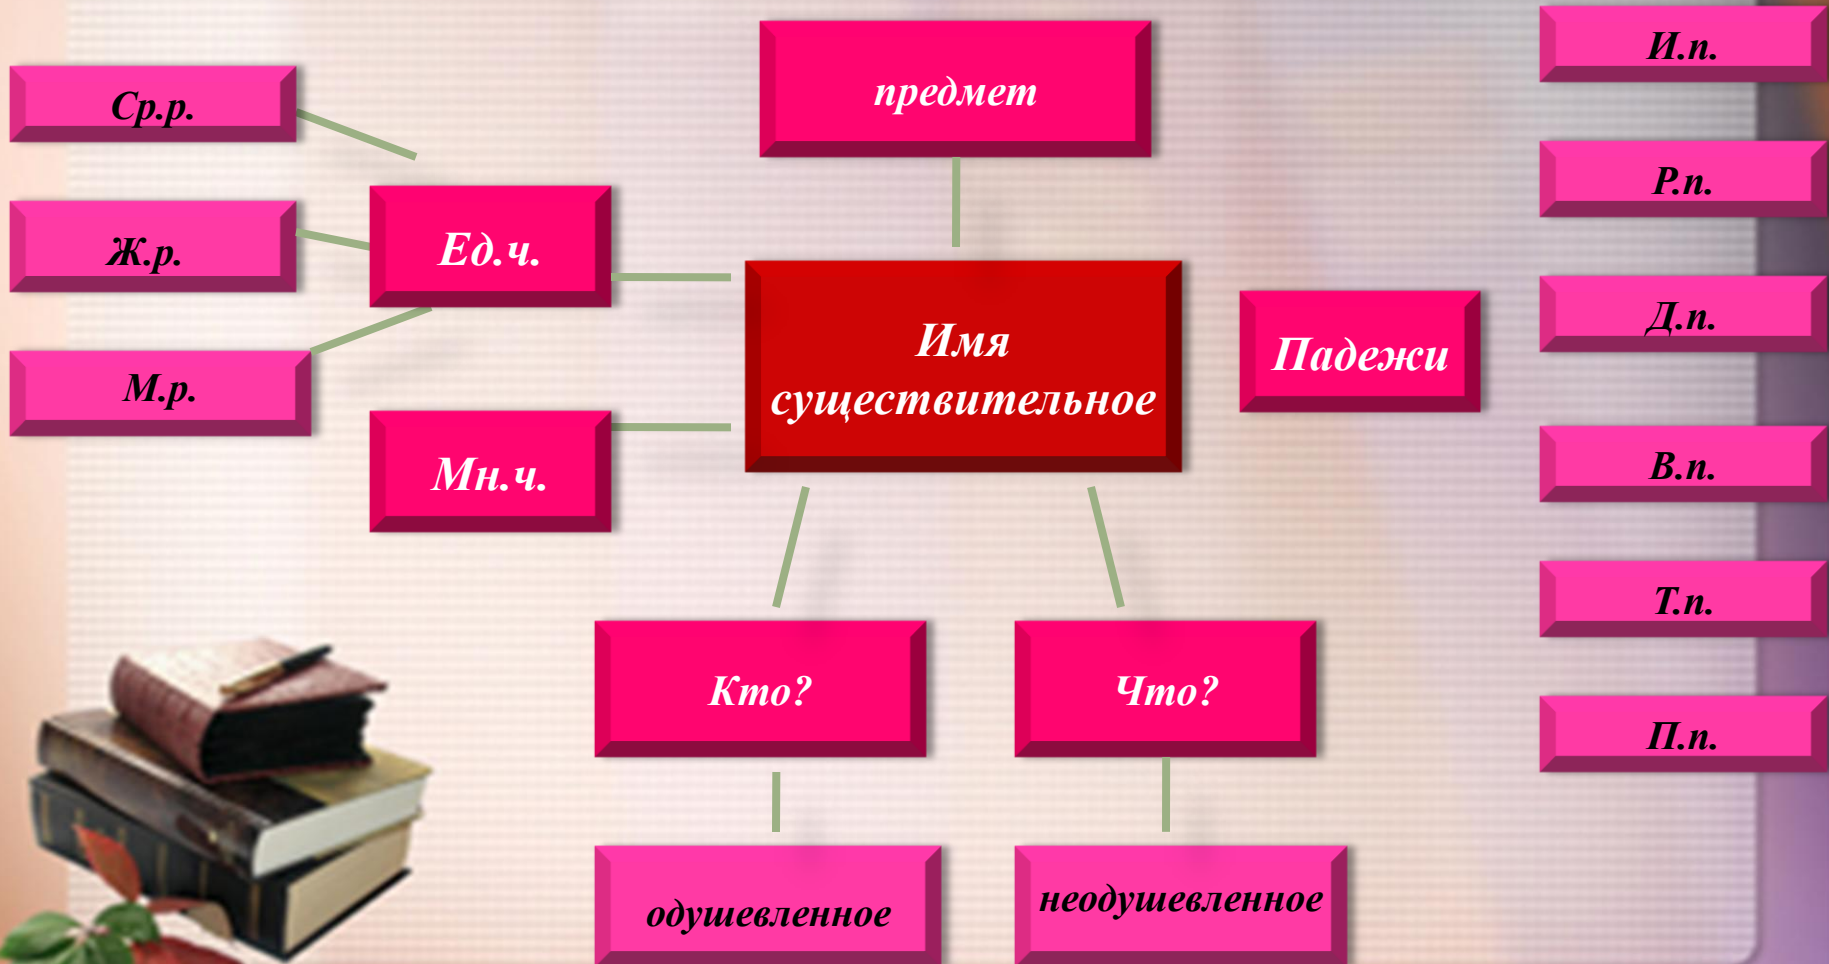 предмет
Ср.р.
Ж.р.
М.р.
Ед.ч.
Мн.ч.
Имя
существительное
Падежи
И.п.
Р.п.
Д.п.
В.п.
Т.п.
П.п.
Кто?
Что?
одушевленное
неодушевленное